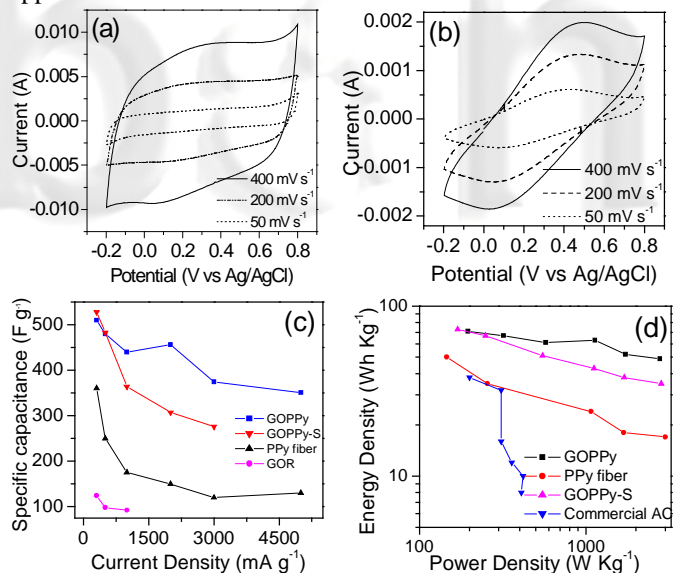 (a)
0.010
0.005
0.000
-0.005
-0.010
Current (A)
400 mV s⁻¹
200 mV s⁻¹
50 mV s⁻¹
-0.2 0.0 0.2 0.4 0.6 0.8
Potential (V vs Ag/AgCl)
(b)
0.002
0.001
0.000
-0.001
-0.002
Current (A)
400 mV s⁻¹
200 mV s⁻¹
50 mV s⁻¹
-0.2 0.0 0.2 0.4 0.6 0.8
Potential (V vs Ag/AgCl)
(c)
500
400
300
200
100
Specific capacitance (F g⁻¹)
GOPPy
GOPPy-S
PPy fiber
GOR
0 1500 3000 4500
Current Density (mA g⁻¹)
(d)
100
10
Energy Density (Wh Kg⁻¹)
GOPPy
PPy fiber
GOPPy-S
Commercial AC
100 1000
Power Density (W Kg⁻¹)